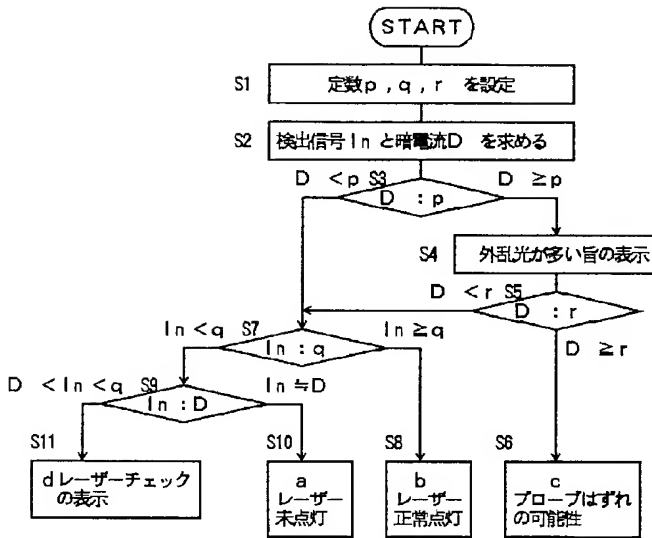 START
S1
定数p,q,r を設定
S2
検出信号Inと暗電流D を求める
D <p S3 D ≧p
D :p
S4
外乱光が多い旨の表示
D <r S5
D :r
In<q S7 In≧q
In:q
D ≧r
D <In<q S9 In≒D
In:D
S11 S10 S8 S6
dレーザーチェック
の表示
a
レーザー
未点灯
b
レーザー
正常点灯
c
プローブはずれ
の可能性